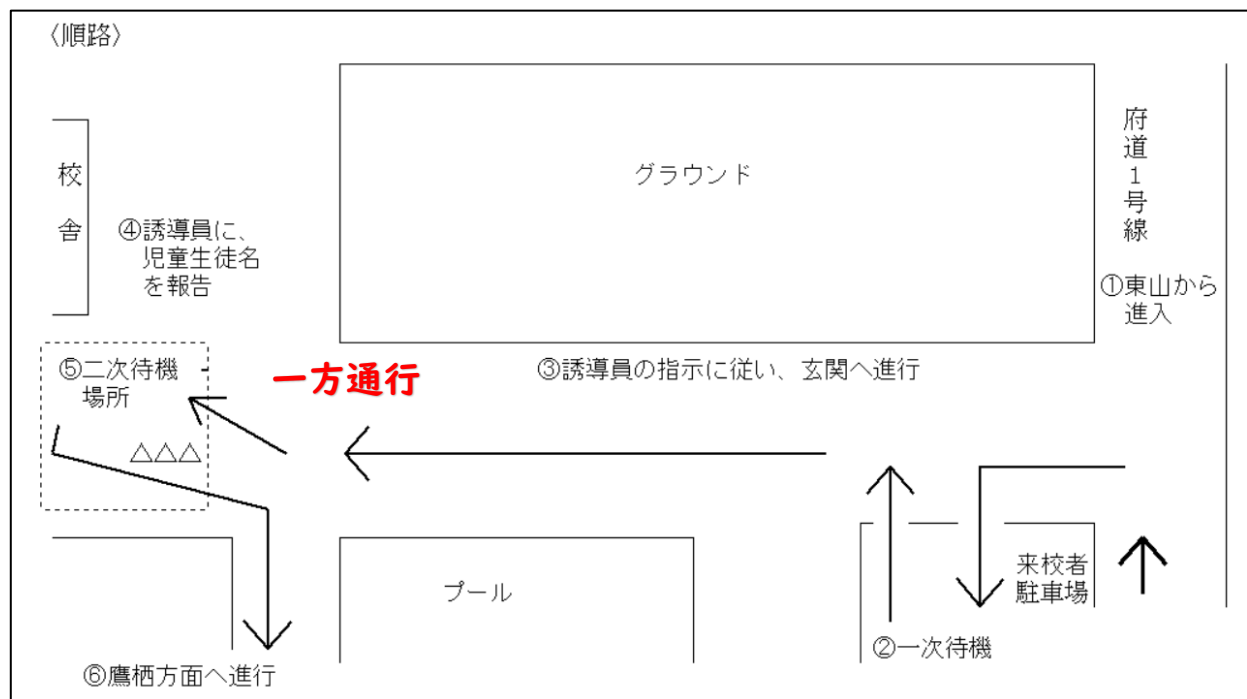 〈順路〉
校舎
グラウンド
府道1号線
①東山から
進入
④誘導員に、
児童生徒名
を報告
⑤二次待機
場所
一方通行
③誘導員の指示に従い、玄関へ進行
△△△
プール
来校者
駐車場
②一次待機
⑥鷹栖方面へ進行